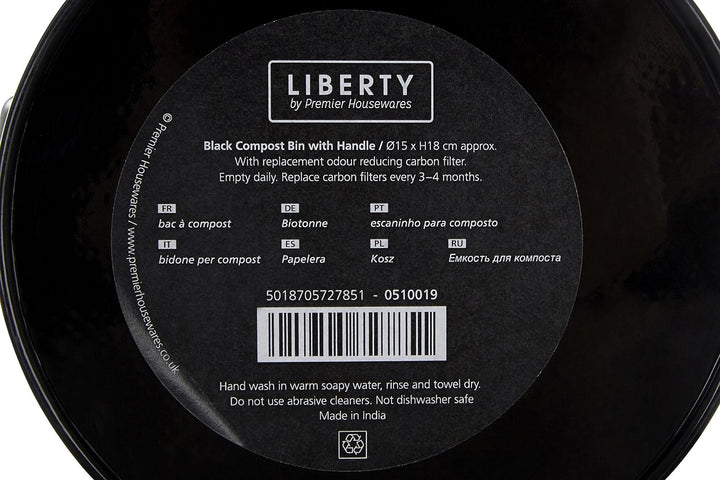 LIBERTY
by Premier Housewares
Black Compost Bin with Handle / Ø15 x H18 cm approx.
With replacement odour reducing carbon filter.
Empty daily. Replace carbon filters every 3–4 months.
FR DE PT
bac à compost Biotonne escaninho para composto
IT ES PL RU
bidone per compost Papelera Kosz Емкость для компоста
5018705727851 - 0510019
Hand wash in warm soapy water, rinse and towel dry.
Do not use abrasive cleaners. Not dishwasher safe
Made in India
© Premier Housewares / www.premierhousewares.co.uk